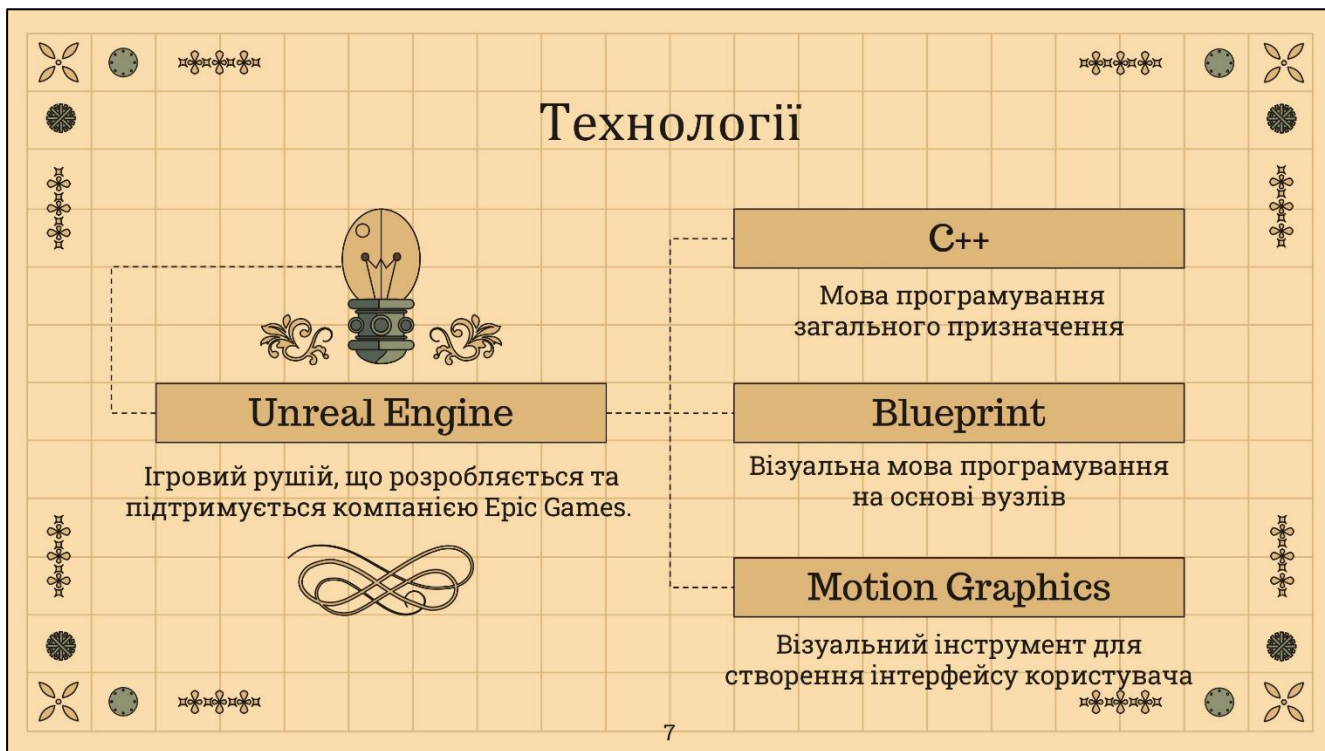 Технології
Unreal Engine
Ігровий рушій, що розробляється та
підтримується компанією Epic Games.
C++
Мова програмування
загального призначення
Blueprint
Візуальна мова програмування
на основі вузлів
Motion Graphics
Візуальний інструмент для
створення інтерфейсу користувача
7